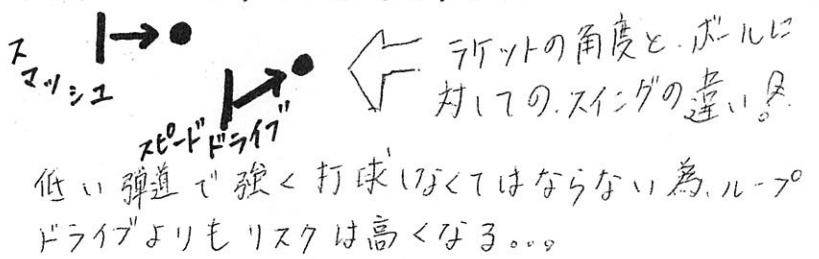 スマッシュ
スピードドライブ
ラケットの角度と、ボールに
対しての、スイングの違い!!
低い弾道で強く打球しなくてはならない為、ループ
ドライブよりもリスクは高くなる。。。